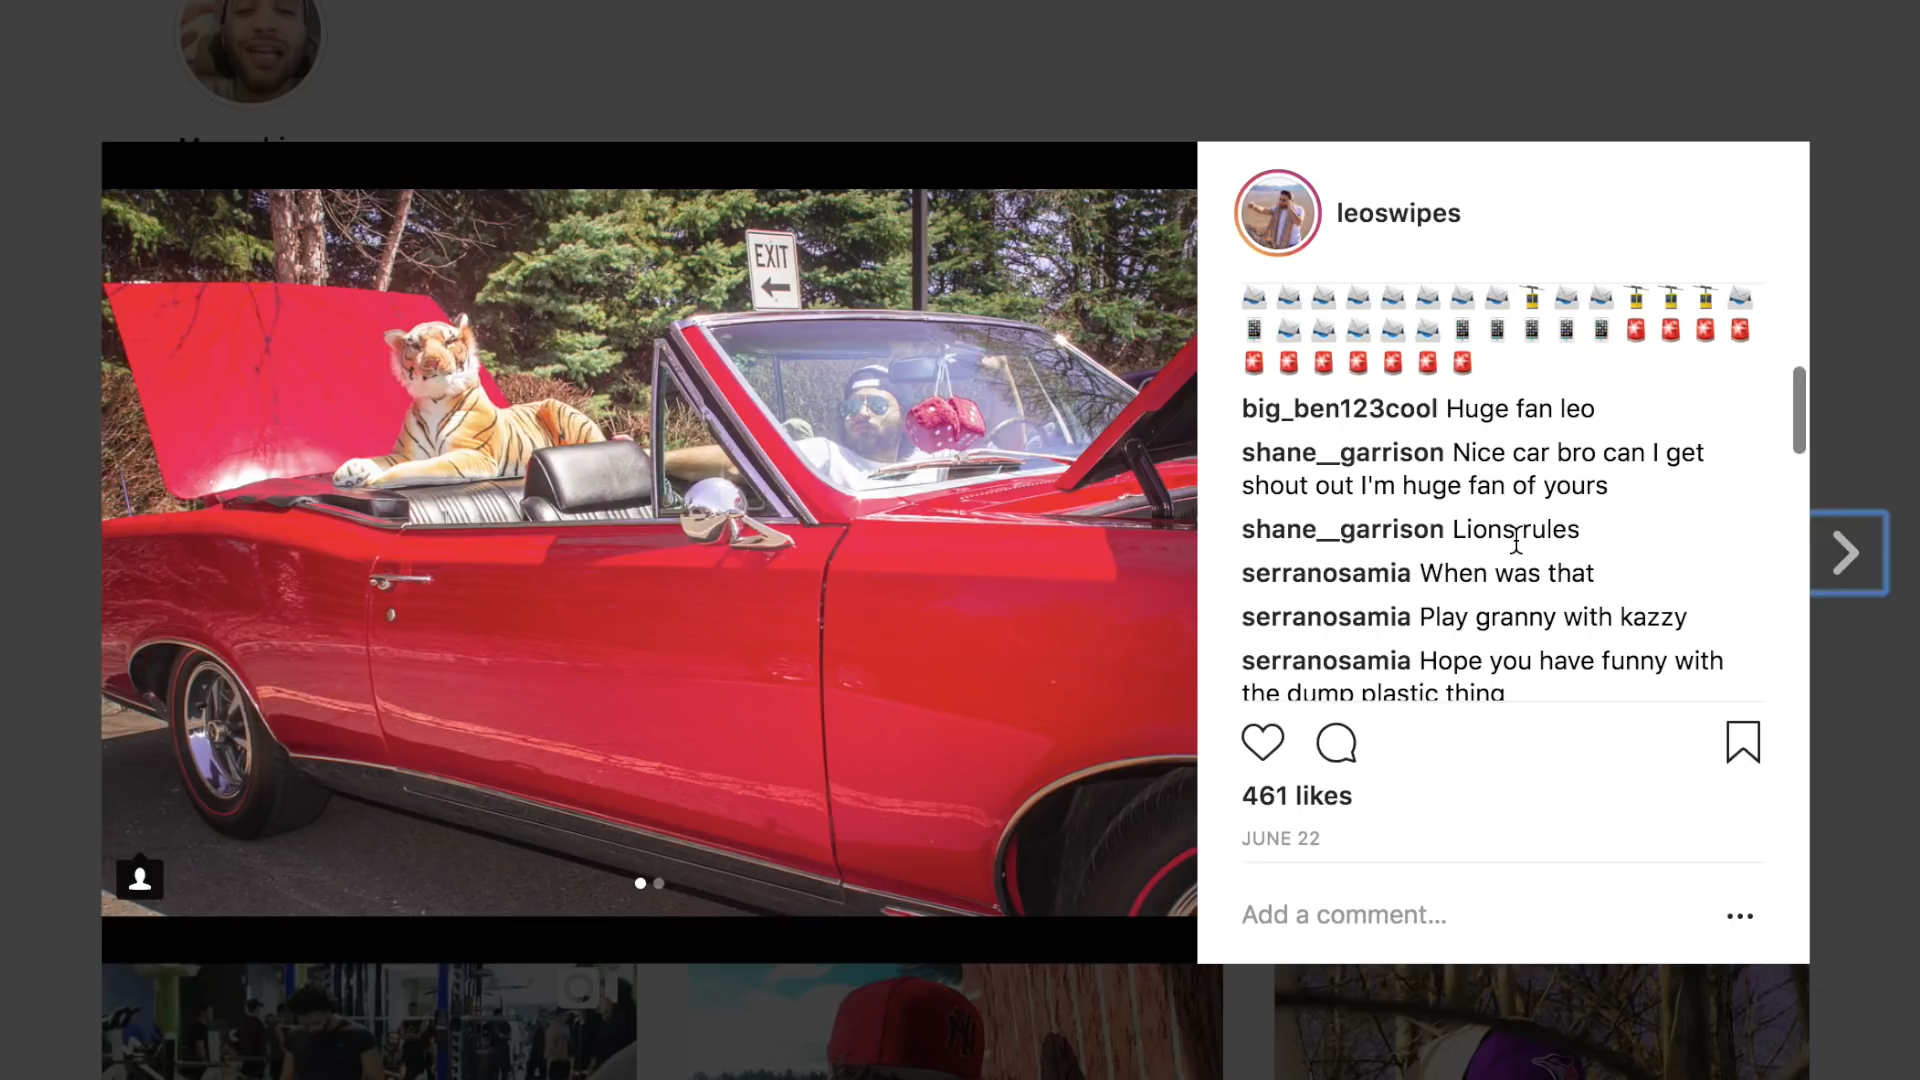 leoswipes
EXIT
big_ben123cool Huge fan leo
shane__garrison Nice car bro can I get
shout out I'm huge fan of yours
shane__garrison Lions rules
serranosamia When was that
serranosamia Play granny with kazzy
serranosamia Hope you have funny with
the dump plastic thing
461 likes
JUNE 22
Add a comment...
NY